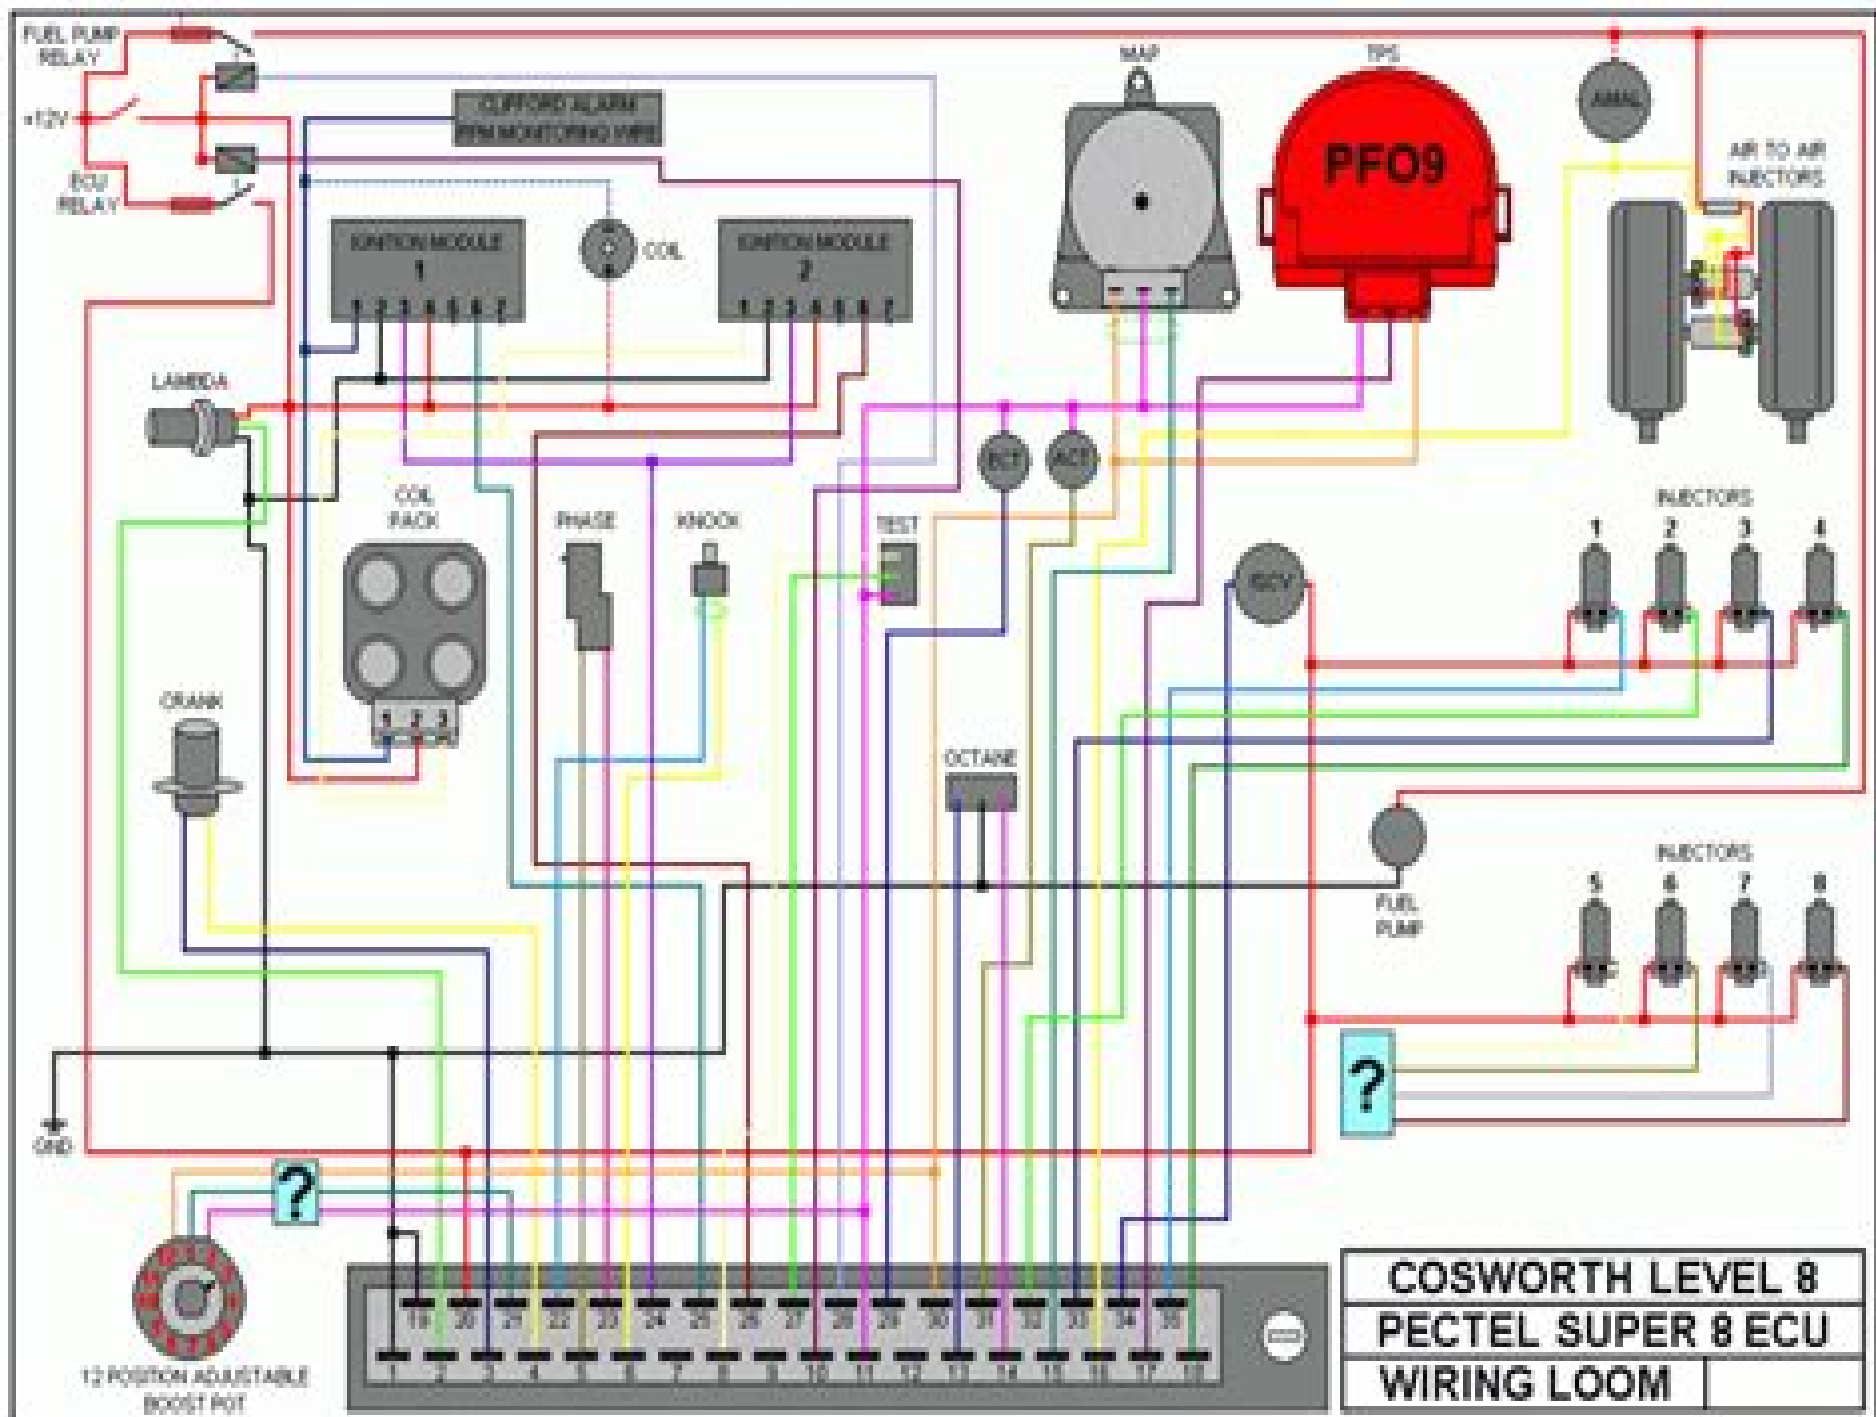 FUEL PUMP
RELAY
+12V
ECU
RELAY
CLIFFORD ALARM
RPM MONITORING WIRE
IGNITION MODULE
1
1 2 3 4 5 6 7
COIL
IGNITION MODULE
2
1 2 3 4 5 6 7
MAP
TPS
PFO9
AMAL
AIR TO AIR
INJECTORS
LAMBDA
COIL
PACK
1 2 3
PHASE
KNOCK
TEST
ECT
ACT
ISCV
INJECTORS
1 2 3 4
CRANK
OCTANE
FUEL
PUMP
INJECTORS
5 6 7 8
?
GND
?
12 POSITION ADJUSTABLE
BOOST POT
19 20 21 22 23 24 25 26 27 28 29 30 31 32 33 34 35
1 2 3 4 5 6 7 8 9 10 11 12 13 14 15 16 17 18
COSWORTH LEVEL 8
PECTEL SUPER 8 ECU
WIRING LOOM